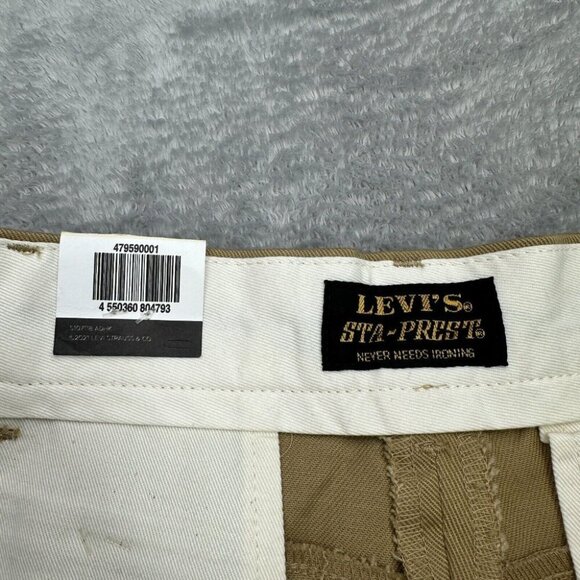 479590001
4 550360 804793
© 2021 LEVI STRAUSS & CO
LEVI'S®
STA-PREST®
NEVER NEEDS IRONING